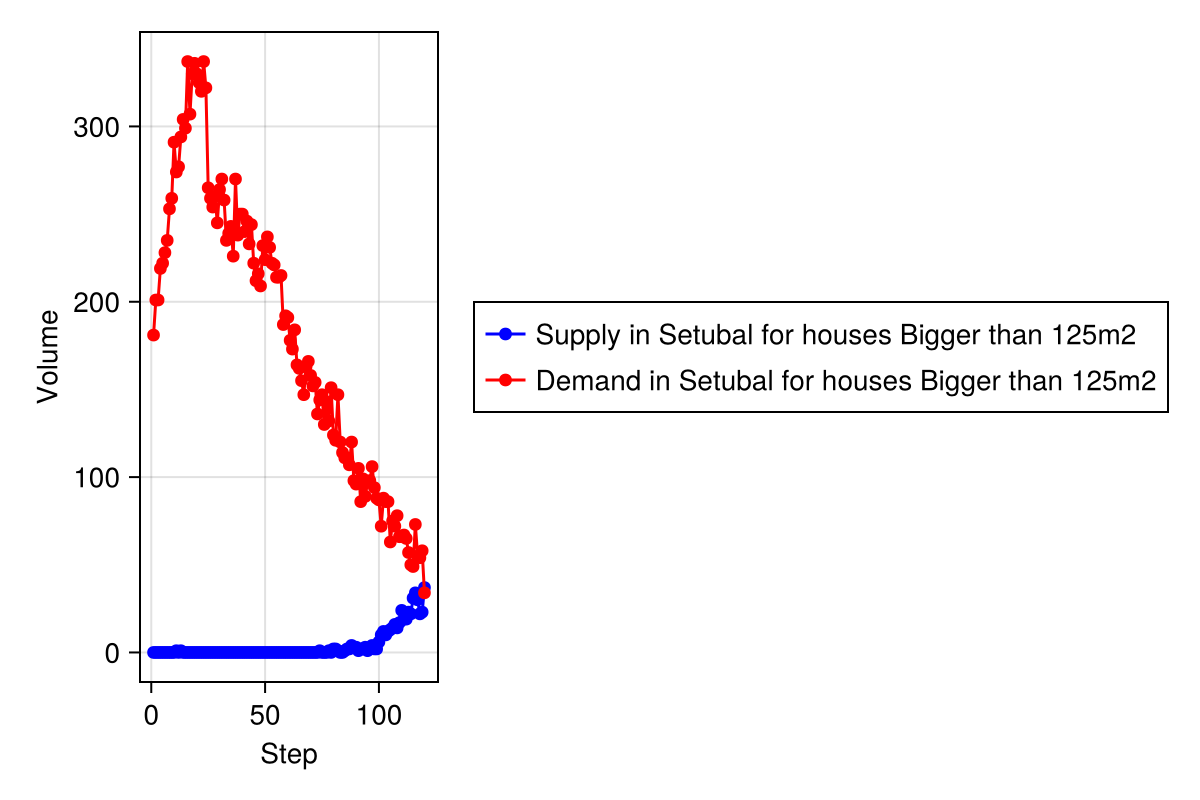 300
200
100
0
Volume
0 50 100
Step
Supply in Setubal for houses Bigger than 125m2
Demand in Setubal for houses Bigger than 125m2